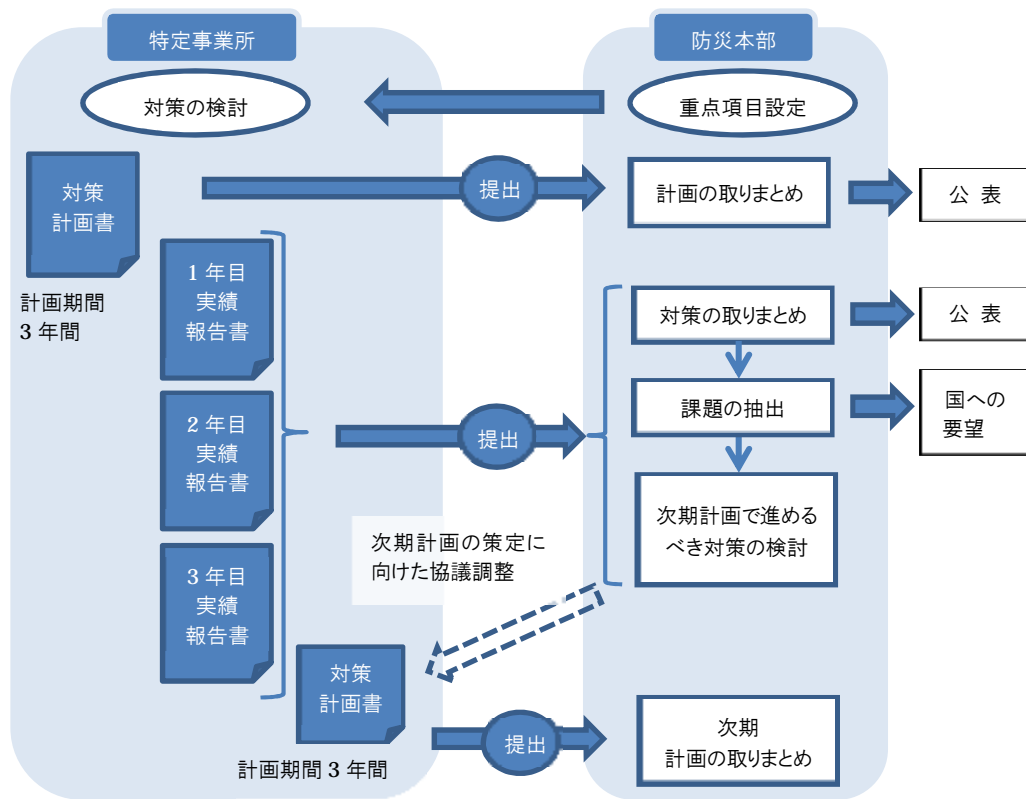 特定事業所
防災本部
対策の検討
重点項目設定
対策
計画書
提出
計画の取りまとめ
公 表
計画期間
3 年間
1 年目
実績
報告書
対策の取りまとめ
公 表
2 年目
実績
報告書
提出
課題の抽出
国への
要望
次期計画で進める
べき対策の検討
次期計画の策定に
向けた協議調整
3 年目
実績
報告書
対策
計画書
提出
次期
計画の取りまとめ
計画期間 3 年間